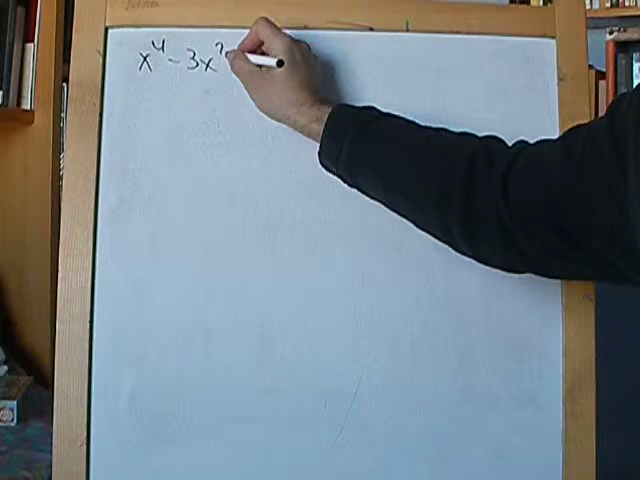 x⁴ - 3x²